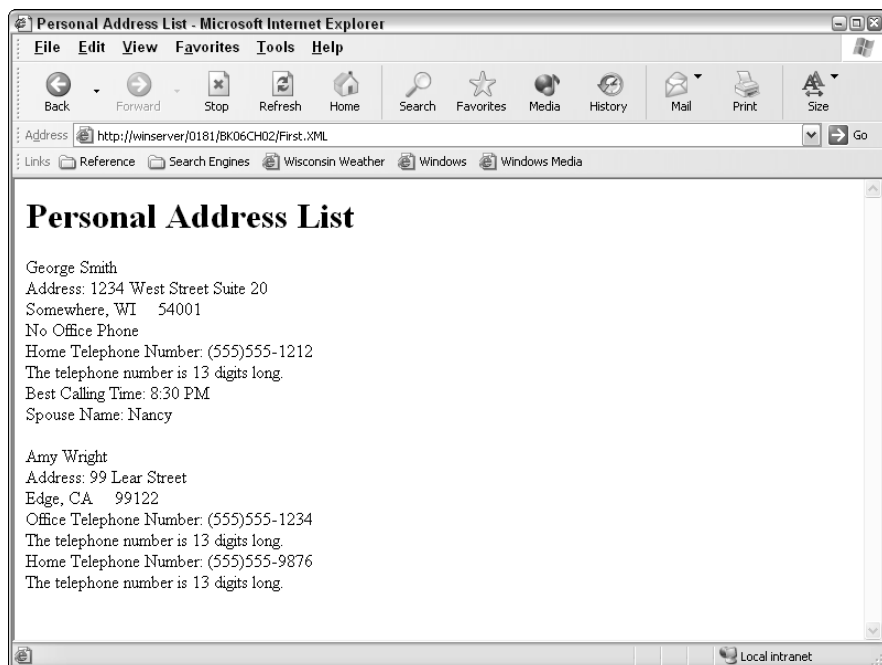 Personal Address List - Microsoft Internet Explorer
File Edit View Favorites Tools Help
Back Forward Stop Refresh Home Search Favorites Media History Mail Print Size
Address http://winserver/0181/BK06CH02/First.XML Go
Links Reference Search Engines Wisconsin Weather Windows Windows Media
Personal Address List
George Smith
Address: 1234 West Street Suite 20
Somewhere, WI 54001
No Office Phone
Home Telephone Number: (555)555-1212
The telephone number is 13 digits long.
Best Calling Time: 8:30 PM
Spouse Name: Nancy
Amy Wright
Address: 99 Lear Street
Edge, CA 99122
Office Telephone Number: (555)555-1234
The telephone number is 13 digits long.
Home Telephone Number: (555)555-9876
The telephone number is 13 digits long.
Local intranet